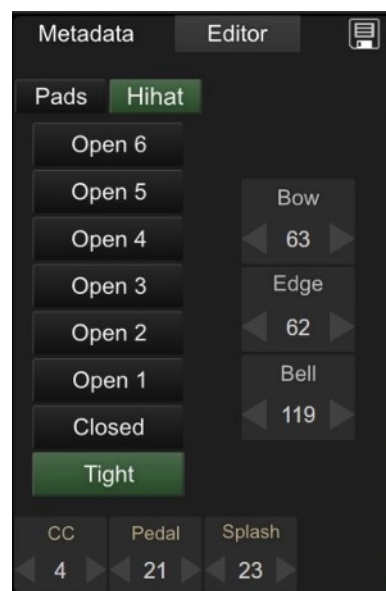 Metadata Editor
Pads Hihat
Open 6
Open 5
Open 4
Open 3
Open 2
Open 1
Closed
Tight
Bow
63
Edge
62
Bell
119
CC Pedal Splash
4 21 23